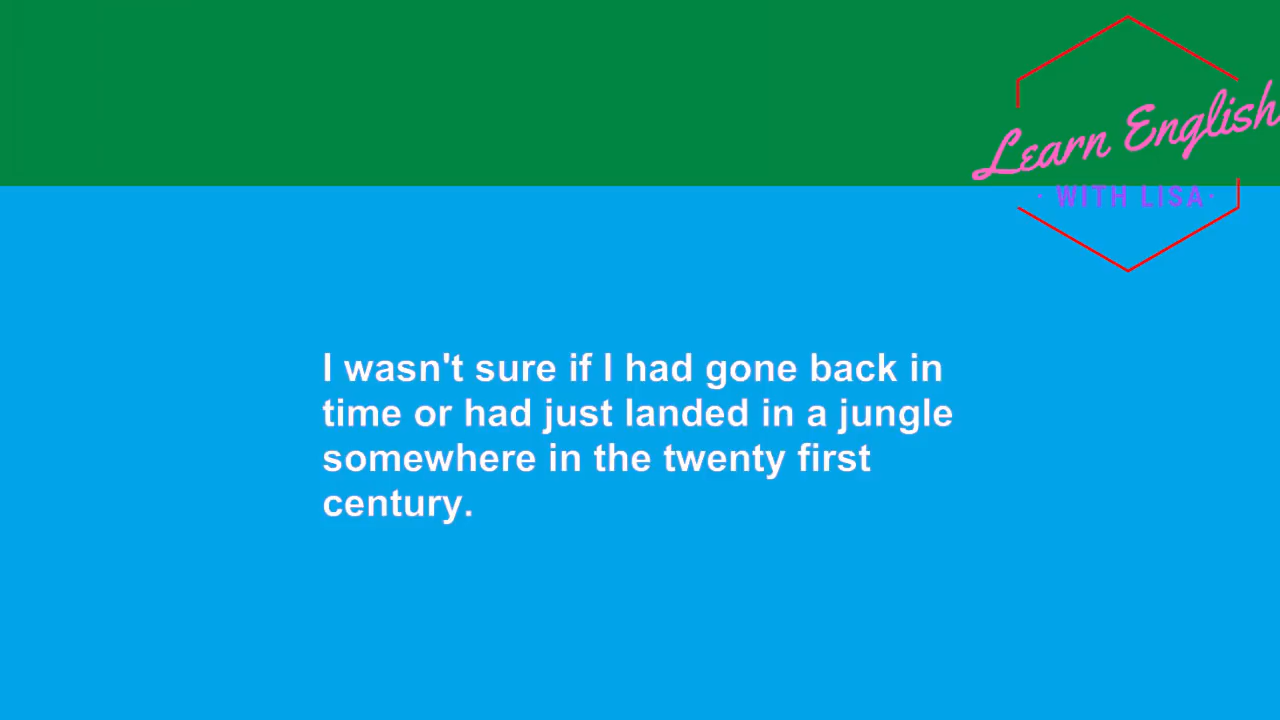 Learn English
· WITH LISA ·
I wasn't sure if I had gone back in
time or had just landed in a jungle
somewhere in the twenty first
century.